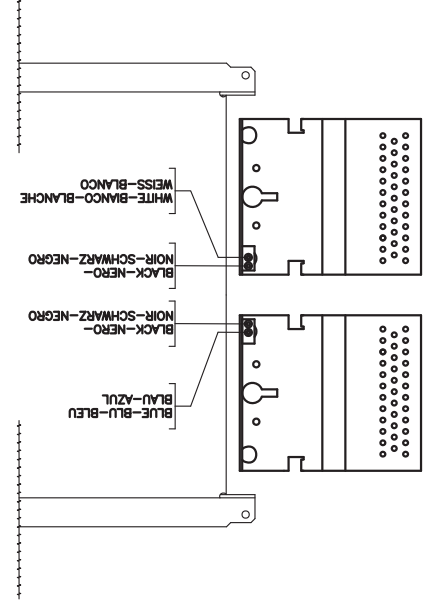 BLUE-BLU-BLEU
BLAU-AZUL
BLACK-NERO-
NOIR-SCHWARZ-NEGRO
BLACK-NERO-
NOIR-SCHWARZ-NEGRO
WHITE-BIANCO-BLANCHE
WEISS-BLANCO